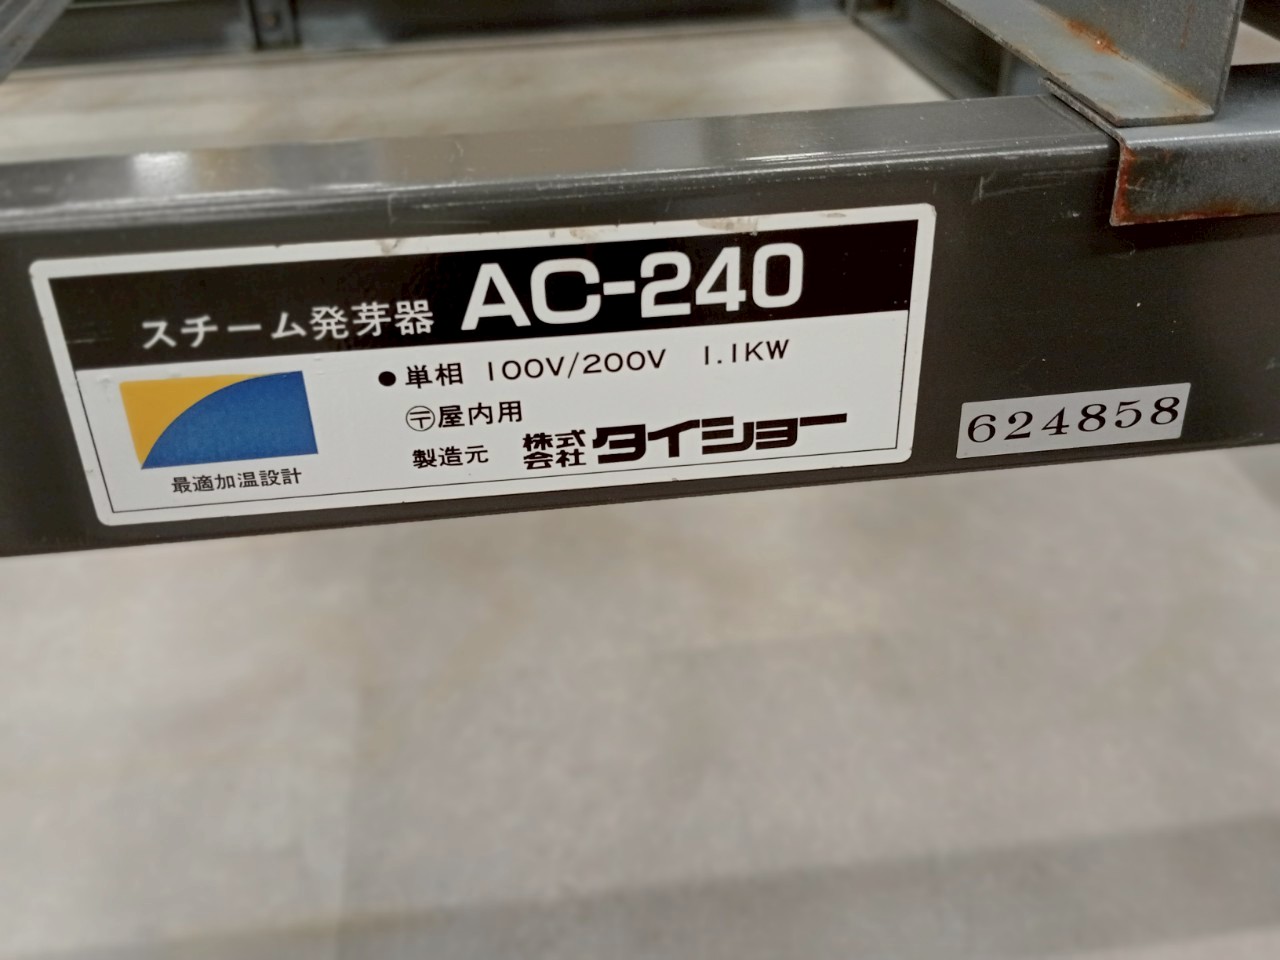 スチーム発芽器 AC-240
●単相 100V/200V 1.1KW
〶屋内用
製造元 株式会社 タイショー
最適加温設計
624858